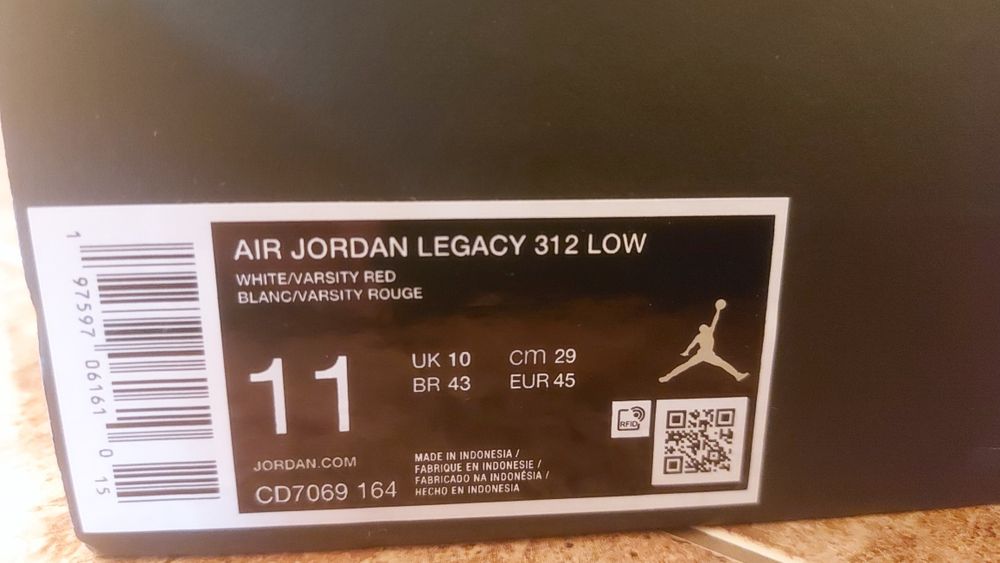 AIR JORDAN LEGACY 312 LOW
WHITE/VARSITY RED
BLANC/VARSITY ROUGE
11
UK 10
cm 29
BR 43
EUR 45
RFID
JORDAN.COM
CD7069 164
MADE IN INDONESIA /
FABRIQUE EN INDONESIE /
FABRICADO NA INDONÉSIA /
HECHO EN INDONESIA
1 97597 06161 0 15